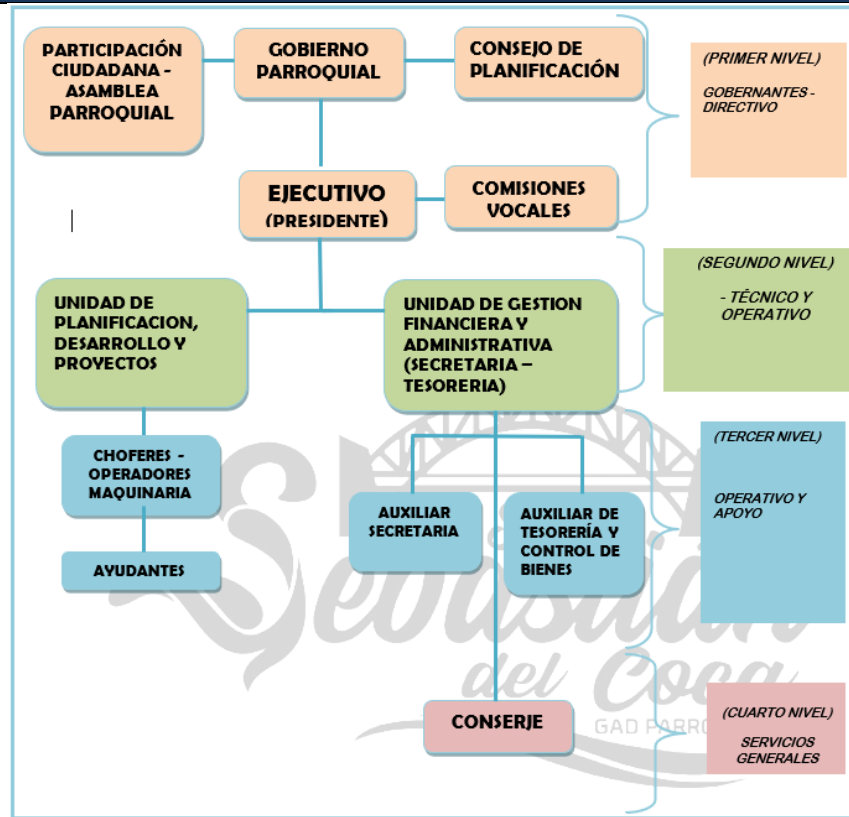 PARTICIPACIÓN
CIUDADANA -
ASAMBLEA
PARROQUIAL
GOBIERNO
PARROQUIAL
CONSEJO DE
PLANIFICACIÓN
(PRIMER NIVEL)
GOBERNANTES -
DIRECTIVO
EJECUTIVO
(PRESIDENTE)
COMISIONES
VOCALES
UNIDAD DE
PLANIFICACION,
DESARROLLO Y
PROYECTOS
UNIDAD DE GESTION
FINANCIERA Y
ADMINISTRATIVA
(SECRETARIA –
TESORERIA)
(SEGUNDO NIVEL)
- TÉCNICO Y
OPERATIVO
CHOFERES -
OPERADORES
MAQUINARIA
AYUDANTES
AUXILIAR
SECRETARIA
AUXILIAR DE
TESORERÍA Y
CONTROL DE
BIENES
(TERCER NIVEL)
OPERATIVO Y
APOYO
Sebastián
del Coca
GAD PARRO
CONSERJE
(CUARTO NIVEL)
SERVICIOS
GENERALES